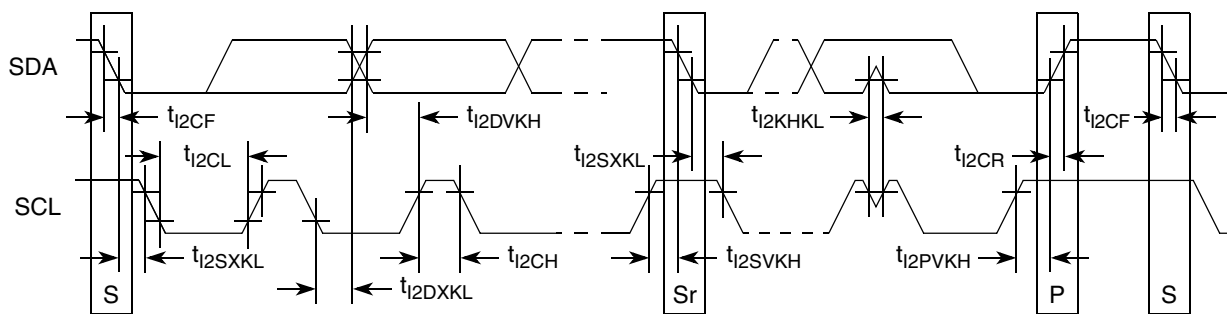 SDA
tI2CF
tI2DVKH
tI2KHKL
tI2CF
tI2CL
tI2SXKL
tI2CR
SCL
tI2SXKL
tI2CH
tI2SVKH
tI2PVKH
tI2DXKL
S
Sr
P
S